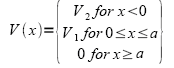 V(x)= V₂ for x<0
V₁ for 0≤x≤a
0 for x≥a